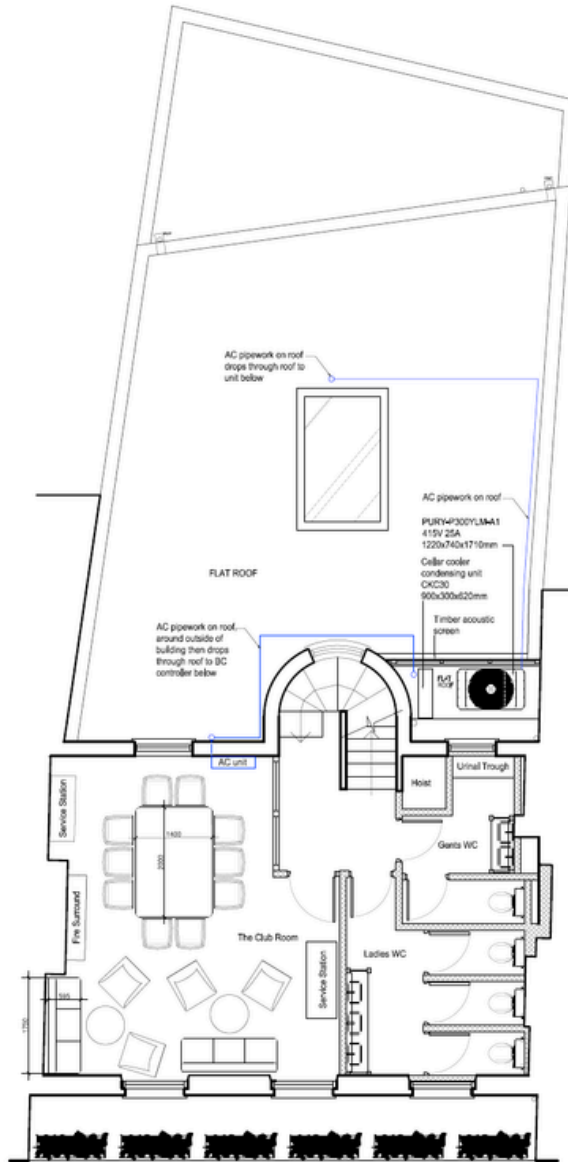 AC pipework on roof
drops through roof to
unit below
AC pipework on roof
PURY-P300YLM-A1
415V 25A
1220x740x1710mm
Cellar cooler
condensing unit
CKC30
900x300x620mm
FLAT ROOF
Timber acoustic
screen
AC pipework on roof,
around outside of
building then drops
through roof to BC
controller below
FLAT
ROOF
AC unit
Urinal Trough
Hoist
Service Station
1400
2000
Gents WC
Fire Surround
The Club Room
Ladies WC
Service Station
595
1750